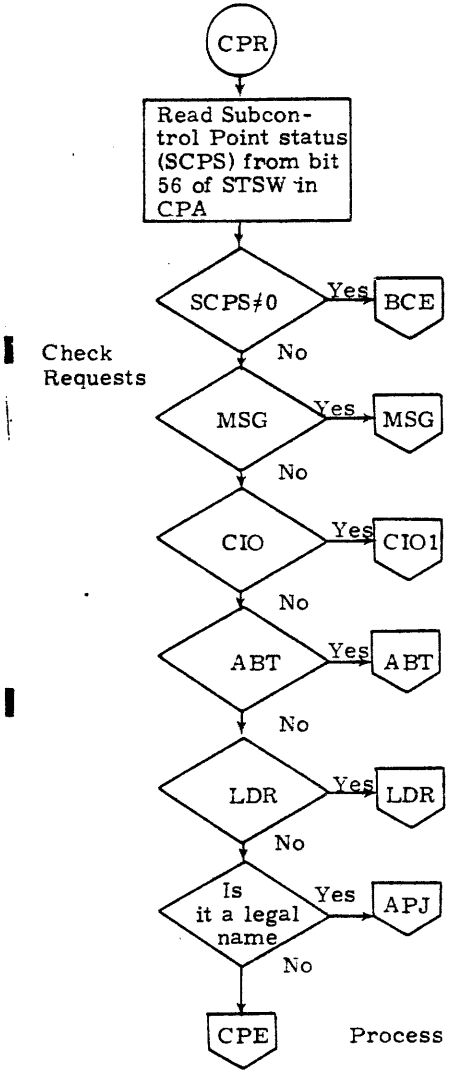 CPR
Read Subcon-
trol Point status
(SCPS) from bit
56 of STSW in
CPA
SCPS≠0
Yes
BCE
No
Check
Requests
MSG
Yes
MSG
No
CIO
Yes
CIO1
No
ABT
Yes
ABT
No
LDR
Yes
LDR
No
Is
it a legal
name
Yes
APJ
No
CPE
Process